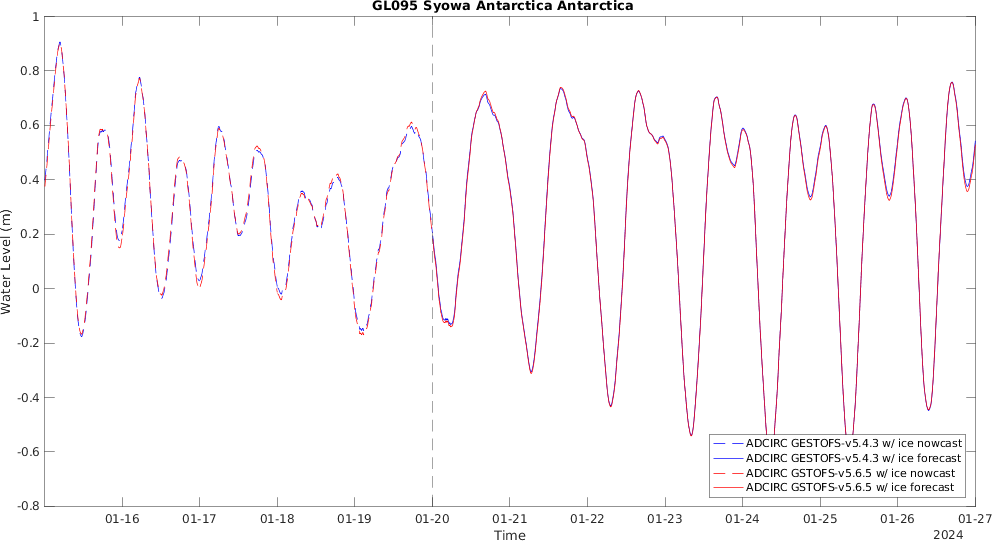 GL095 Syowa Antarctica Antarctica
1
0.8
0.6
0.4
0.2
0
-0.2
-0.4
-0.6
-0.8
Water Level (m)
ADCIRC GESTOFS-v5.4.3 w/ ice nowcast
ADCIRC GESTOFS-v5.4.3 w/ ice forecast
ADCIRC GSTOFS-v5.6.5 w/ ice nowcast
ADCIRC GSTOFS-v5.6.5 w/ ice forecast
01-16 01-17 01-18 01-19 01-20 01-21 01-22 01-23 01-24 01-25 01-26 01-27
Time
2024